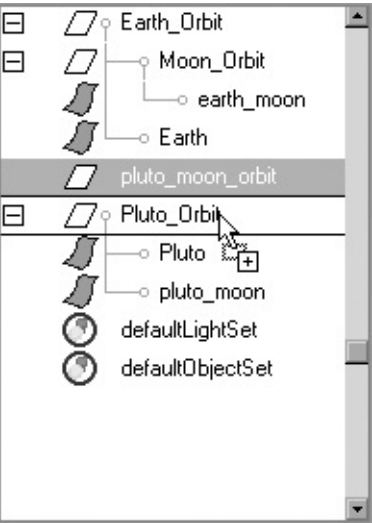 Earth_Orbit
Moon_Orbit
earth_moon
Earth
pluto_moon_orbit
Pluto_Orbit
Pluto
pluto_moon
defaultLightSet
defaultObjectSet